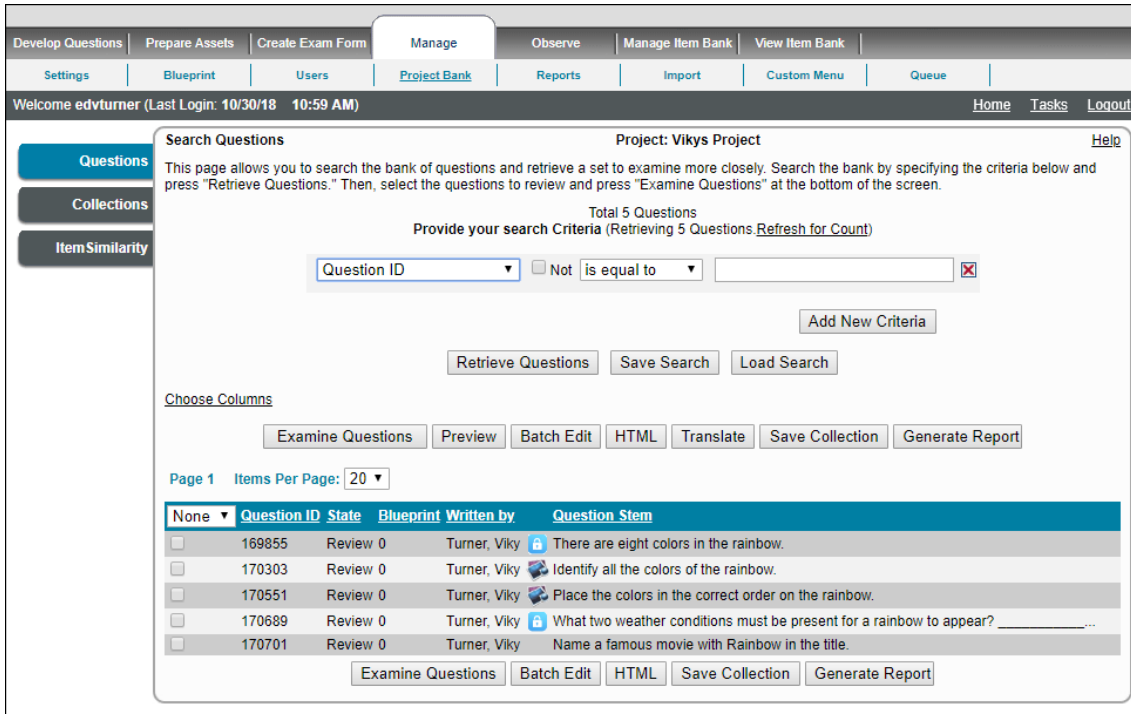 Develop Questions Prepare Assets Create Exam Form Manage Observe Manage Item Bank View Item Bank
Settings Blueprint Users Project Bank Reports Import Custom Menu Queue
Welcome edvturner (Last Login: 10/30/18 10:59 AM) Home Tasks Logout
Questions
Collections
Item Similarity
Search Questions Project: Vikys Project Help
This page allows you to search the bank of questions and retrieve a set to examine more closely. Search the bank by specifying the criteria below and
press "Retrieve Questions." Then, select the questions to review and press "Examine Questions" at the bottom of the screen.
Total 5 Questions
Provide your search Criteria (Retrieving 5 Questions.Refresh for Count)
Question ID Not is equal to
Add New Criteria
Retrieve Questions Save Search Load Search
Choose Columns
Examine Questions Preview Batch Edit HTML Translate Save Collection Generate Report
Page 1 Items Per Page: 20
None Question ID State Blueprint Written by Question Stem
169855 Review 0 Turner, Viky There are eight colors in the rainbow.
170303 Review 0 Turner, Viky Identify all the colors of the rainbow.
170551 Review 0 Turner, Viky Place the colors in the correct order on the rainbow.
170689 Review 0 Turner, Viky What two weather conditions must be present for a rainbow to appear? ___________...
170701 Review 0 Turner, Viky Name a famous movie with Rainbow in the title.
Examine Questions Batch Edit HTML Save Collection Generate Report